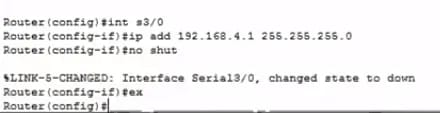 Router(config)#int s3/0
Router(config-if)#ip add 192.168.4.1 255.255.255.0
Router(config-if)#no shut
%LINK-5-CHANGED: Interface Serial3/0, changed state to down
Router(config-if)#ex
Router(config)#